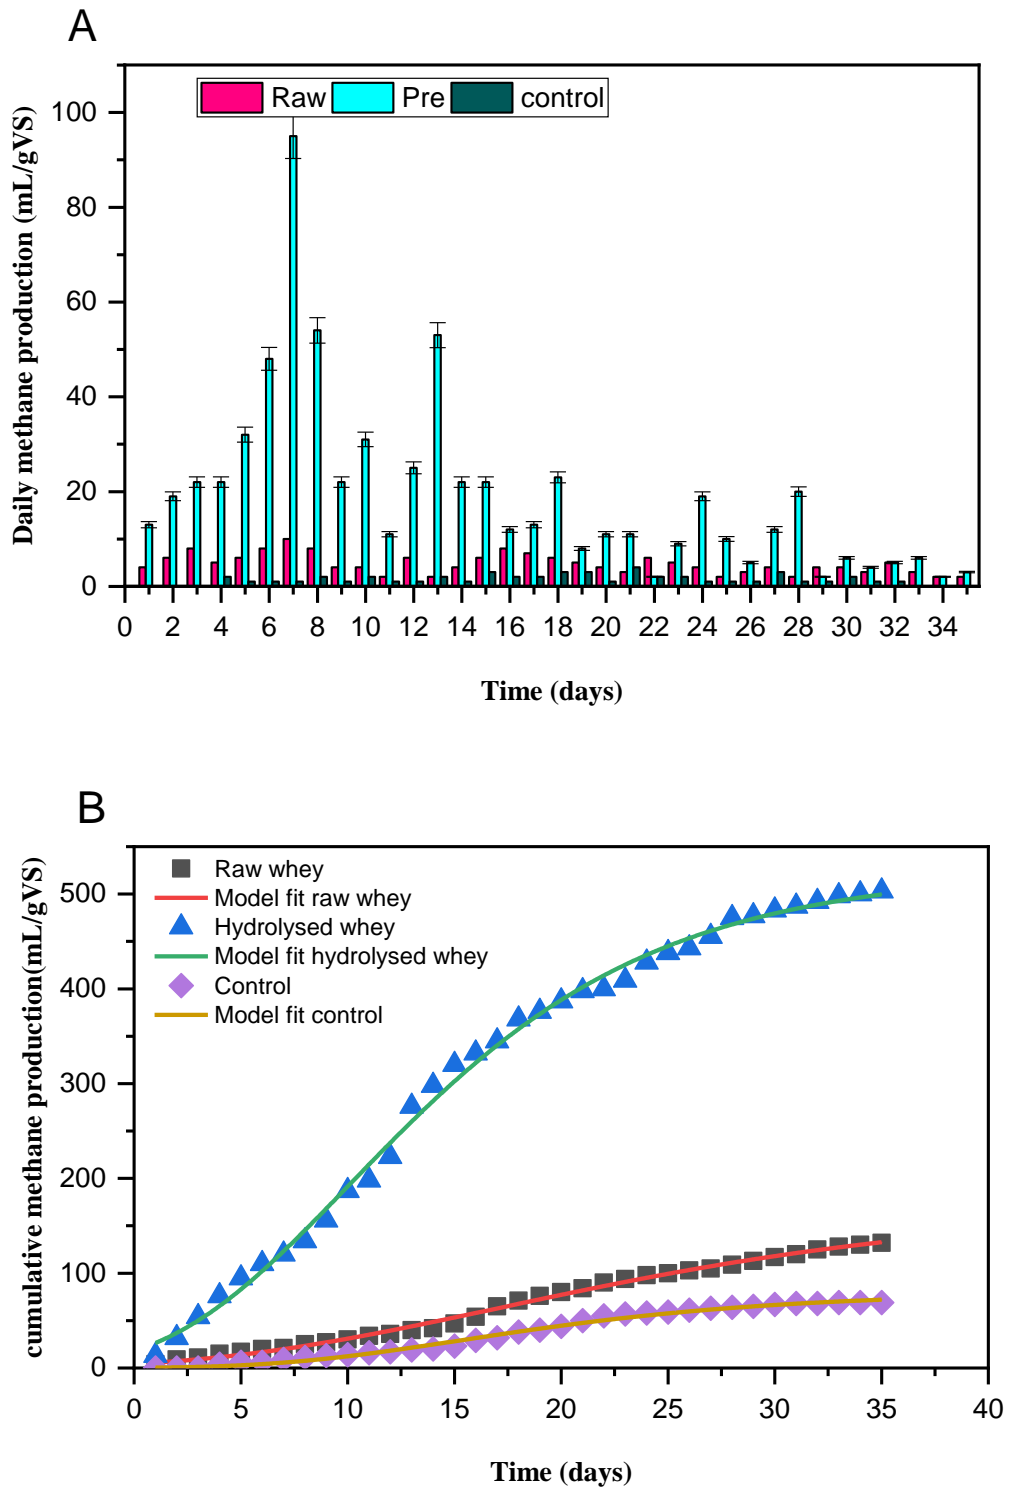 A
Raw Pre control
Daily methane production (mL/gVS)
100
80
60
40
20
0
0 2 4 6 8 10 12 14 16 18 20 22 24 26 28 30 32 34
Time (days)
B
Raw whey
Model fit raw whey
Hydrolysed whey
Model fit hydrolysed whey
Control
Model fit control
cumulative methane production(mL/gVS)
500
400
300
200
100
0
0 5 10 15 20 25 30 35 40
Time (days)